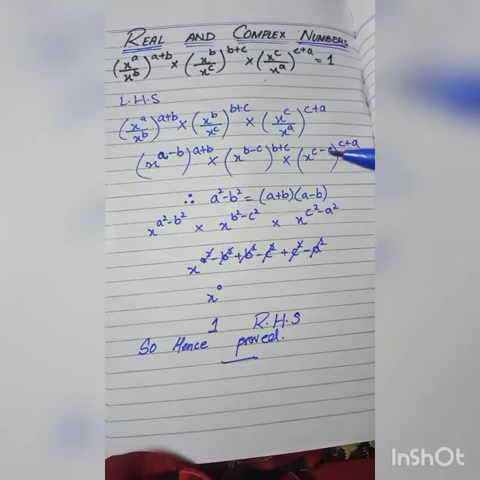 REAL AND COMPLEX NUMBERS
(x^a/x^b)^a+b × (x^b/x^c)^b+c × (x^c/x^a)^c+a = 1
L.H.S
(x^a/x^b)^a+b × (x^b/x^c)^b+c × (x^c/x^a)^c+a
(x^a-b)^a+b × (x^b-c)^b+c × (x^c-a)^c+a
∴ a²-b² = (a+b)(a-b)
x^a²-b² × x^b²-c² × x^c²-a²
x^a²-b²+b²-c²+c²-a²
x^0
1 R.H.S
So Hence proved.
InShOt